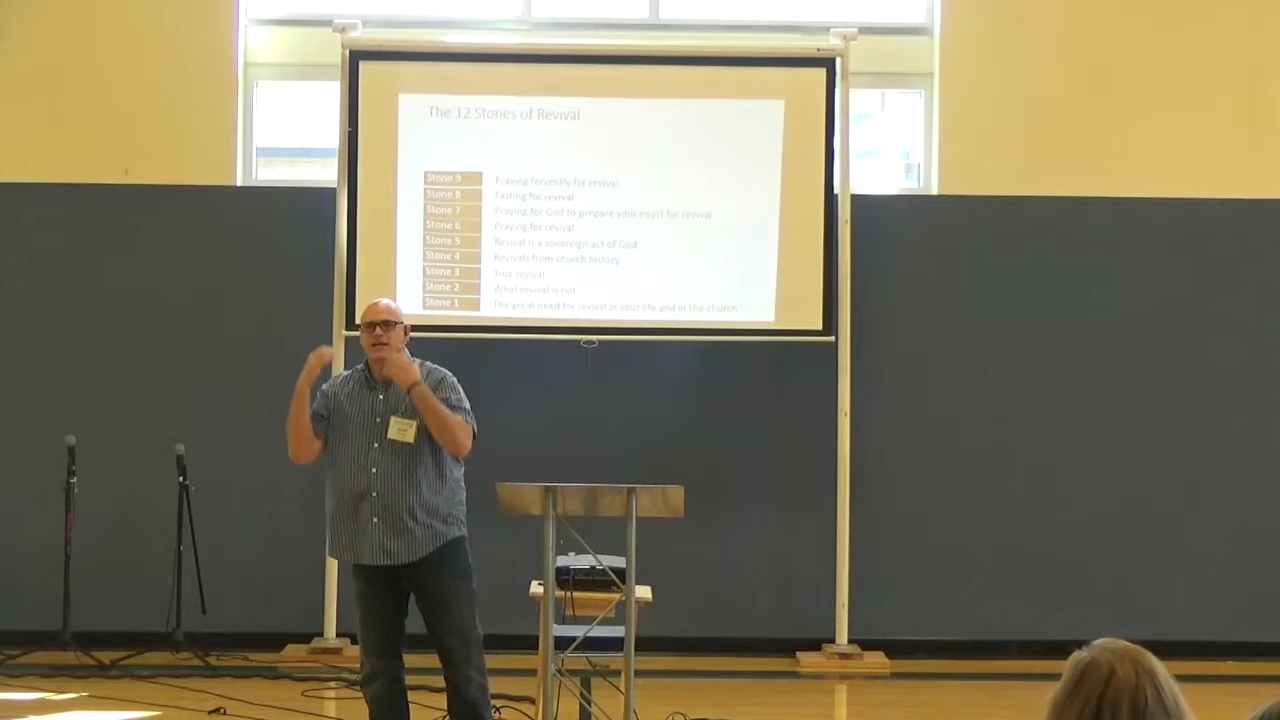 The 12 Stones of Revival
Stone 9 Praying fervently for revival
Stone 8 Fasting for revival
Stone 7 Praying for God to prepare your heart for revival
Stone 6 Praying for revival
Stone 5 Revival is a sovereign act of God
Stone 4 Revivals from church history
Stone 3 True revival
Stone 2 What revival is not
Stone 1 The great need for revival in your life and in the church